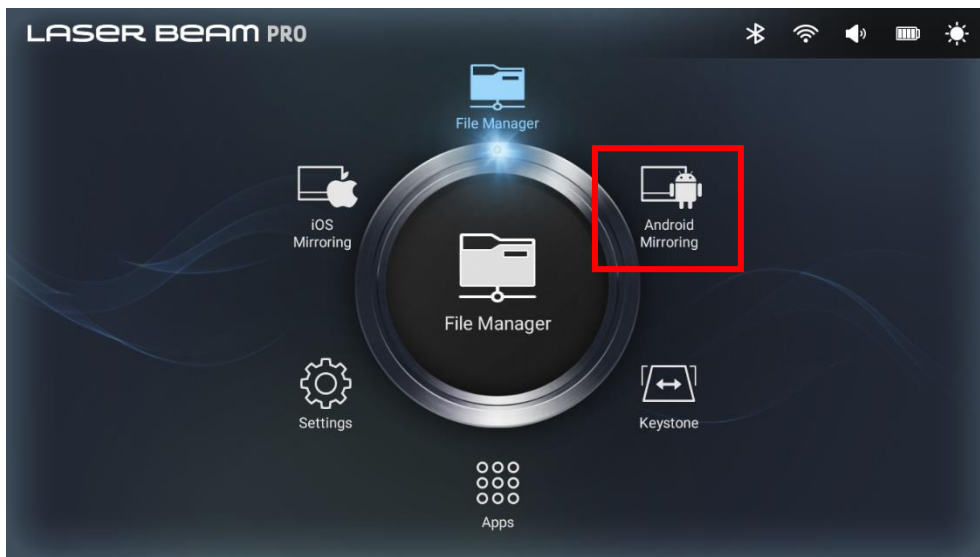 LASER BEAM PRO
File Manager
iOS
Mirroring
Android
Mirroring
File Manager
Settings
Keystone
Apps